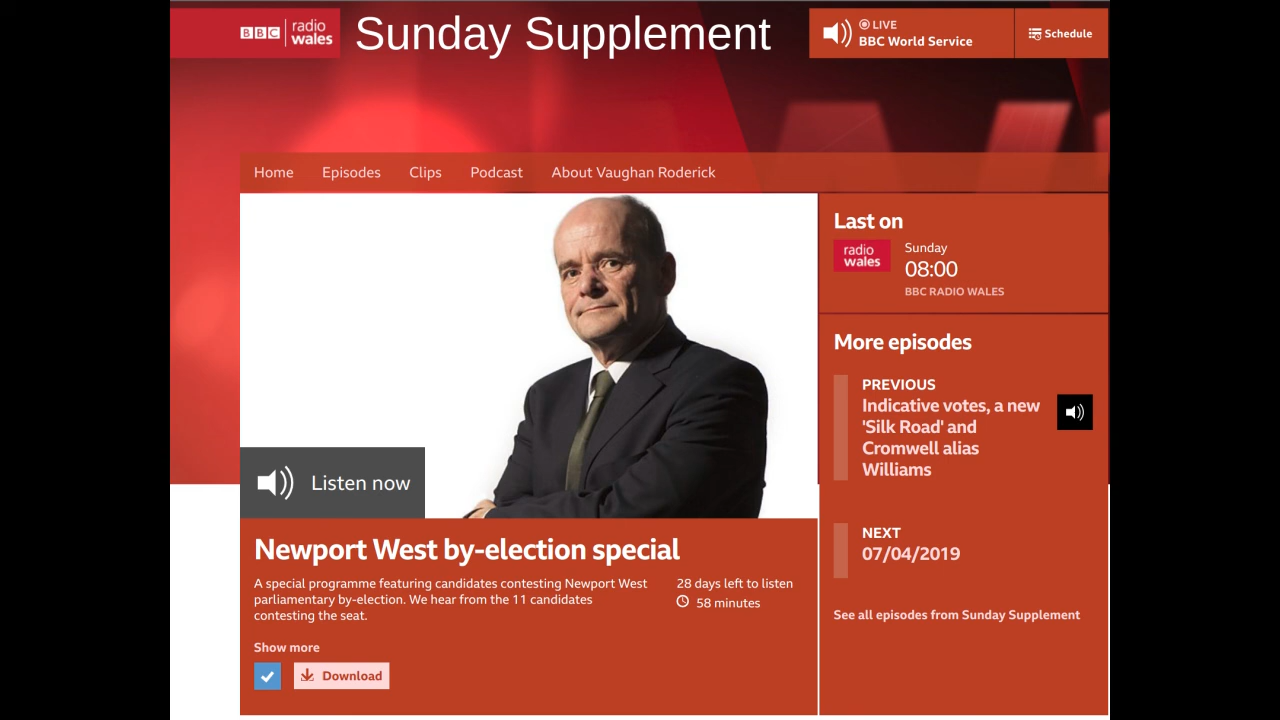 BBC radio wales
Sunday Supplement
LIVE
BBC World Service
Schedule
Home Episodes Clips Podcast About Vaughan Roderick
Listen now
Newport West by-election special
A special programme featuring candidates contesting Newport West
parliamentary by-election. We hear from the 11 candidates
contesting the seat.
28 days left to listen
58 minutes
Show more
Download
Last on
radio
wales
Sunday
08:00
BBC RADIO WALES
More episodes
PREVIOUS
Indicative votes, a new
'Silk Road' and
Cromwell alias
Williams
NEXT
07/04/2019
See all episodes from Sunday Supplement